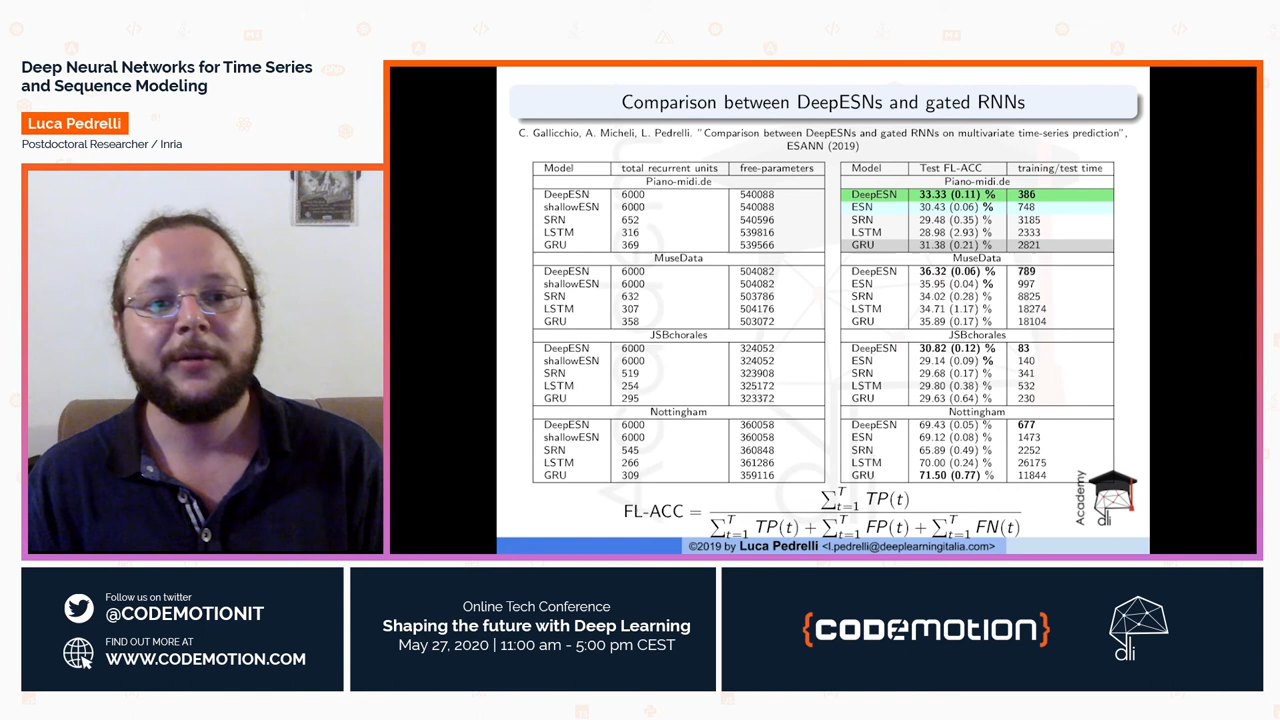 Deep Neural Networks for Time Series
and Sequence Modeling
Luca Pedrelli
Postdoctoral Researcher / Inria
Comparison between DeepESNs and gated RNNs
C. Gallicchio, A. Micheli, L. Pedrelli. "Comparison between DeepESNs and gated RNNs on multivariate time-series prediction",
ESANN (2019)
Model total recurrent units free-parameters
Piano-midi.de
DeepESN 6000 540088
shallowESN 6000 540088
SRN 652 540596
LSTM 316 539816
GRU 369 539566
MuseData
DeepESN 6000 504082
shallowESN 6000 504082
SRN 632 503786
LSTM 307 504176
GRU 358 503072
JSBchorales
DeepESN 6000 324052
shallowESN 6000 324052
SRN 519 323908
LSTM 254 325172
GRU 295 323372
Nottingham
DeepESN 6000 360058
shallowESN 6000 360058
SRN 545 360848
LSTM 266 361286
GRU 309 359116
Model Test FL-ACC training/test time
Piano-midi.de
DeepESN 33.33 (0.11) % 386
ESN 30.43 (0.06) % 748
SRN 29.48 (0.35) % 3185
LSTM 28.98 (2.93) % 2333
GRU 31.38 (0.21) % 2821
MuseData
DeepESN 36.32 (0.06) % 789
ESN 35.95 (0.04) % 997
SRN 34.02 (0.28) % 8825
LSTM 34.71 (1.17) % 18274
GRU 35.89 (0.17) % 18104
JSBchorales
DeepESN 30.82 (0.12) % 83
ESN 29.14 (0.09) % 140
SRN 29.68 (0.17) % 341
LSTM 29.80 (0.38) % 532
GRU 29.63 (0.64) % 230
Nottingham
DeepESN 69.43 (0.05) % 677
ESN 69.12 (0.08) % 1473
SRN 65.89 (0.49) % 2252
LSTM 70.00 (0.24) % 26175
GRU 71.50 (0.77) % 11844
FL-ACC = ∑_{t=1}^{T} TP(t) / (∑_{t=1}^{T} TP(t) + ∑_{t=1}^{T} FP(t) + ∑_{t=1}^{T} FN(t))
Academy
dli
©2019 by Luca Pedrelli <l.pedrelli@deeplearningitalia.com>
Follow us on twitter
@CODEMOTIONIT
FIND OUT MORE AT
WWW.CODEMOTION.COM
Online Tech Conference
Shaping the future with Deep Learning
May 27, 2020 | 11:00 am - 5:00 pm CEST
{CODEMOTION}
dli